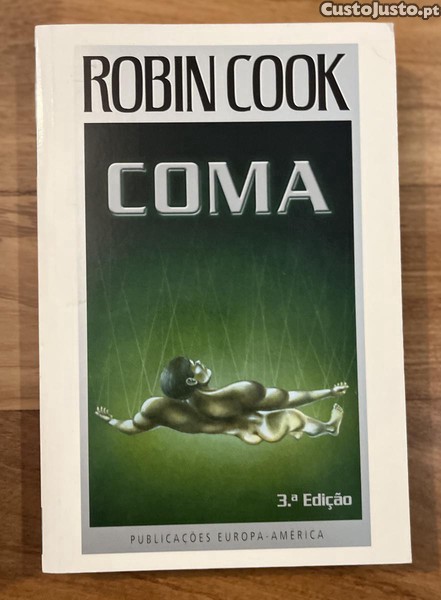 CustoJusto.pt
ROBIN COOK
COMA
3.ª Edição
PUBLICAÇÕES EUROPA-AMÉRICA